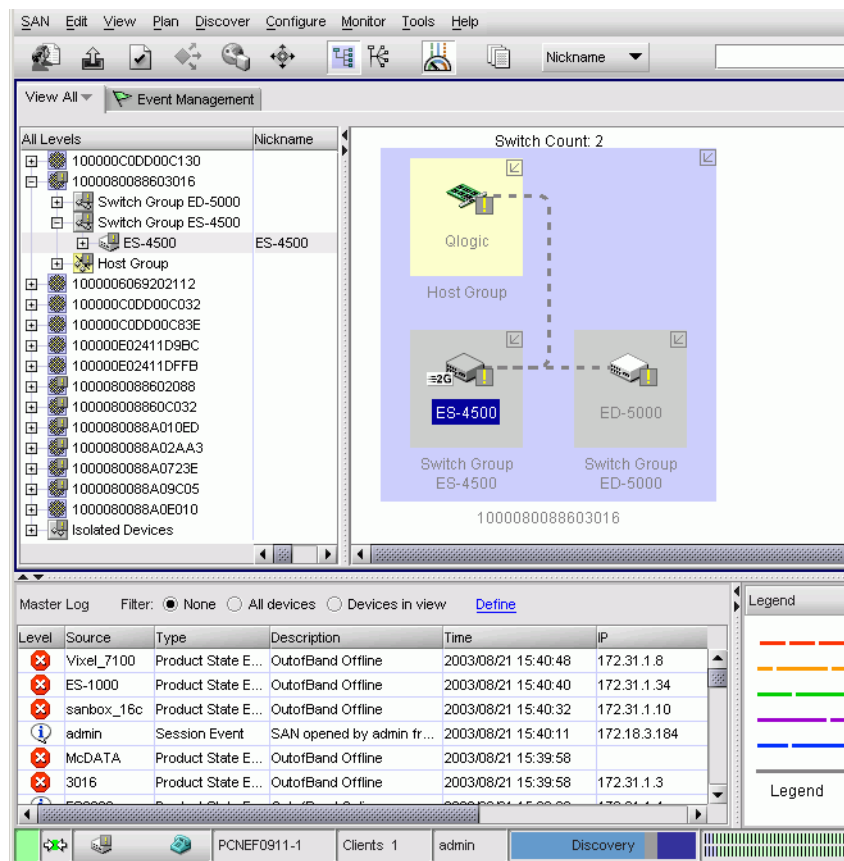 SAN Edit View Plan Discover Configure Monitor Tools Help
Nickname
View All Event Management
All Levels Nickname
100000C0DD00C130
1000080088603016
Switch Group ED-5000
Switch Group ES-4500
ES-4500 ES-4500
Host Group
1000006069202112
100000C0DD00C032
100000C0DD00C83E
100000E02411D9BC
100000E02411DFFB
1000080088602088
100008008860C032
1000080088A010ED
1000080088A02AA3
1000080088A0723E
1000080088A09C05
1000080088A0E010
Isolated Devices
Switch Count: 2
Qlogic
Host Group
=2G
ES-4500
ED-5000
Switch Group
ES-4500
Switch Group
ED-5000
1000080088603016
Master Log Filter: None All devices Devices in view Define
Level Source Type Description Time IP
Vixel_7100 Product State E... OutofBand Offline 2003/08/21 15:40:48 172.31.1.8
ES-1000 Product State E... OutofBand Offline 2003/08/21 15:40:40 172.31.1.34
sanbox_16c Product State E... OutofBand Offline 2003/08/21 15:40:32 172.31.1.10
admin Session Event SAN opened by admin fr... 2003/08/21 15:40:11 172.18.3.184
McDATA Product State E... OutofBand Offline 2003/08/21 15:39:58
3016 Product State E... OutofBand Offline 2003/08/21 15:39:58 172.31.1.3
Legend
Legend
PCNEF0911-1 Clients 1 admin Discovery